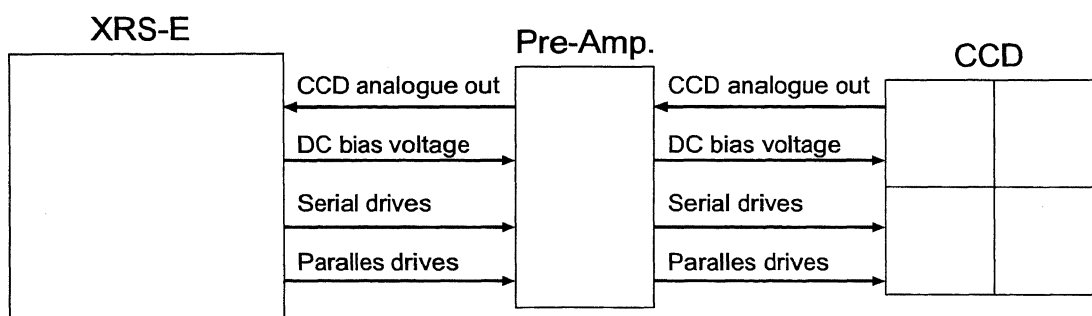 XRS-E
Pre-Amp.
CCD
CCD analogue out
CCD analogue out
DC bias voltage
DC bias voltage
Serial drives
Serial drives
Paralles drives
Paralles drives